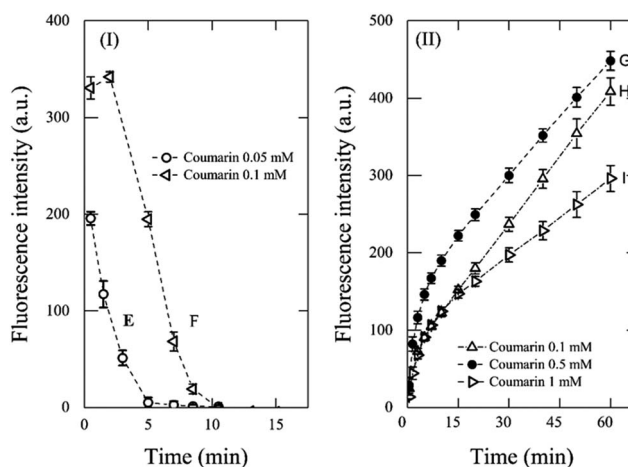 (I)
Fluorescence intensity (a.u.)
400
300
200
100
0
Coumarin 0.05 mM
Coumarin 0.1 mM
E
F
0
5
10
15
Time (min)
(II)
Fluorescence intensity (a.u.)
500
400
300
200
100
0
G
H
I
Coumarin 0.1 mM
Coumarin 0.5 mM
Coumarin 1 mM
0
15
30
45
60
Time (min)